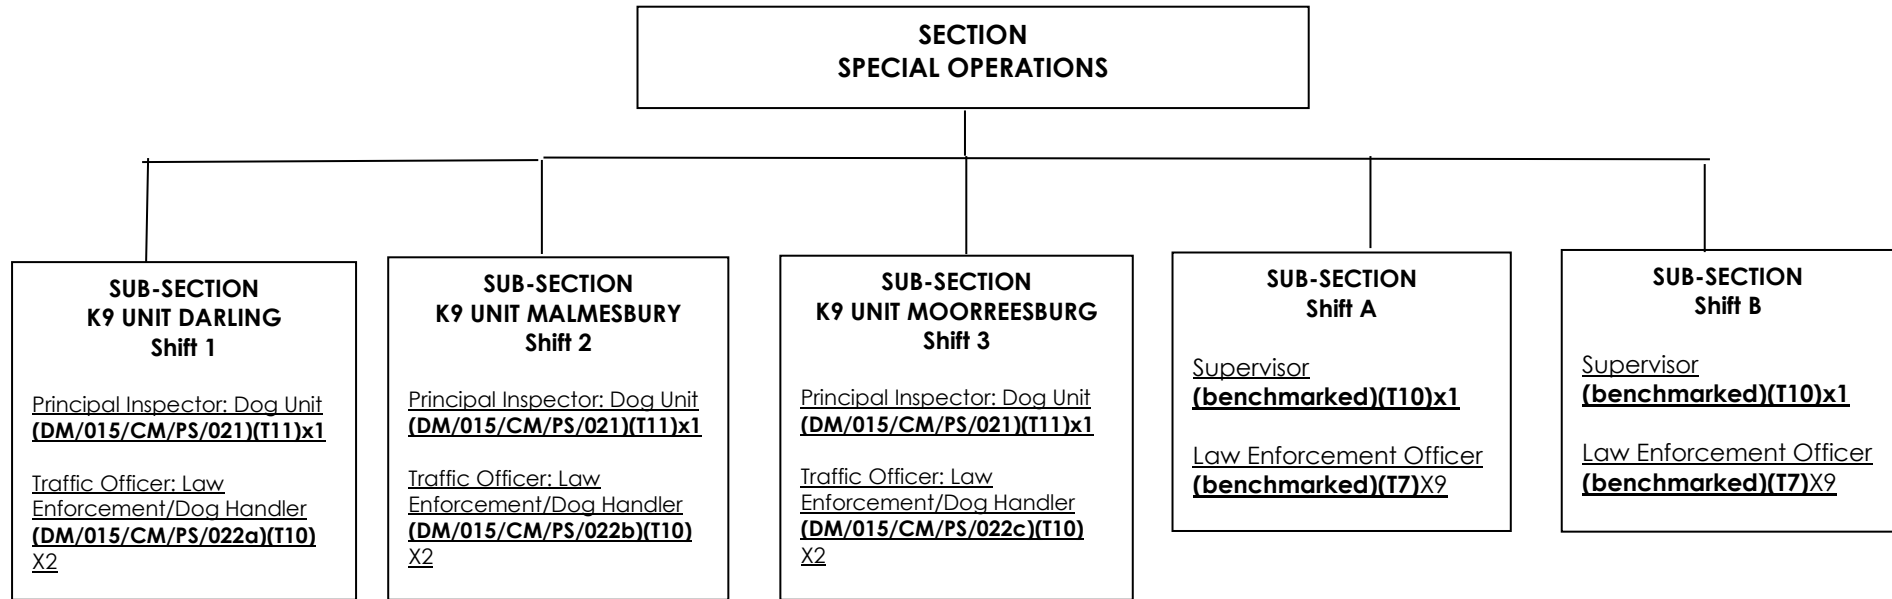 SECTION
SPECIAL OPERATIONS
SUB-SECTION
K9 UNIT DARLING
Shift 1
Principal Inspector: Dog Unit
(DM/015/CM/PS/021)(T11)x1
Traffic Officer: Law
Enforcement/Dog Handler
(DM/015/CM/PS/022a)(T10)
X2
SUB-SECTION
K9 UNIT MALMESBURY
Shift 2
Principal Inspector: Dog Unit
(DM/015/CM/PS/021)(T11)x1
Traffic Officer: Law
Enforcement/Dog Handler
(DM/015/CM/PS/022b)(T10)
X2
SUB-SECTION
K9 UNIT MOORREESBURG
Shift 3
Principal Inspector: Dog Unit
(DM/015/CM/PS/021)(T11)x1
Traffic Officer: Law
Enforcement/Dog Handler
(DM/015/CM/PS/022c)(T10)
X2
SUB-SECTION
Shift A
Supervisor
(benchmarked)(T10)x1
Law Enforcement Officer
(benchmarked)(T7)X9
SUB-SECTION
Shift B
Supervisor
(benchmarked)(T10)x1
Law Enforcement Officer
(benchmarked)(T7)X9